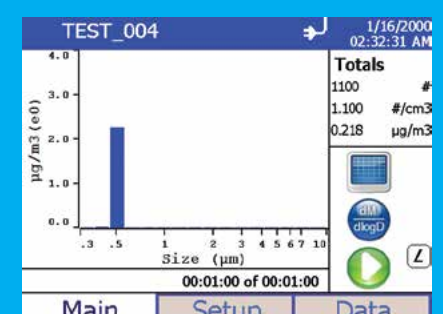 TEST_004
1/16/2000
02:32:31 AM
4.0
3.0
2.0
1.0
0.0
µg/m3 (e0)
.3 .5 1 2 3 4 5 6 7 10
Size (µm)
00:01:00 of 00:01:00
Totals
1100 #
1.100 #/cm3
0.218 µg/m3
dM
dlogD
L
Main Setup Data